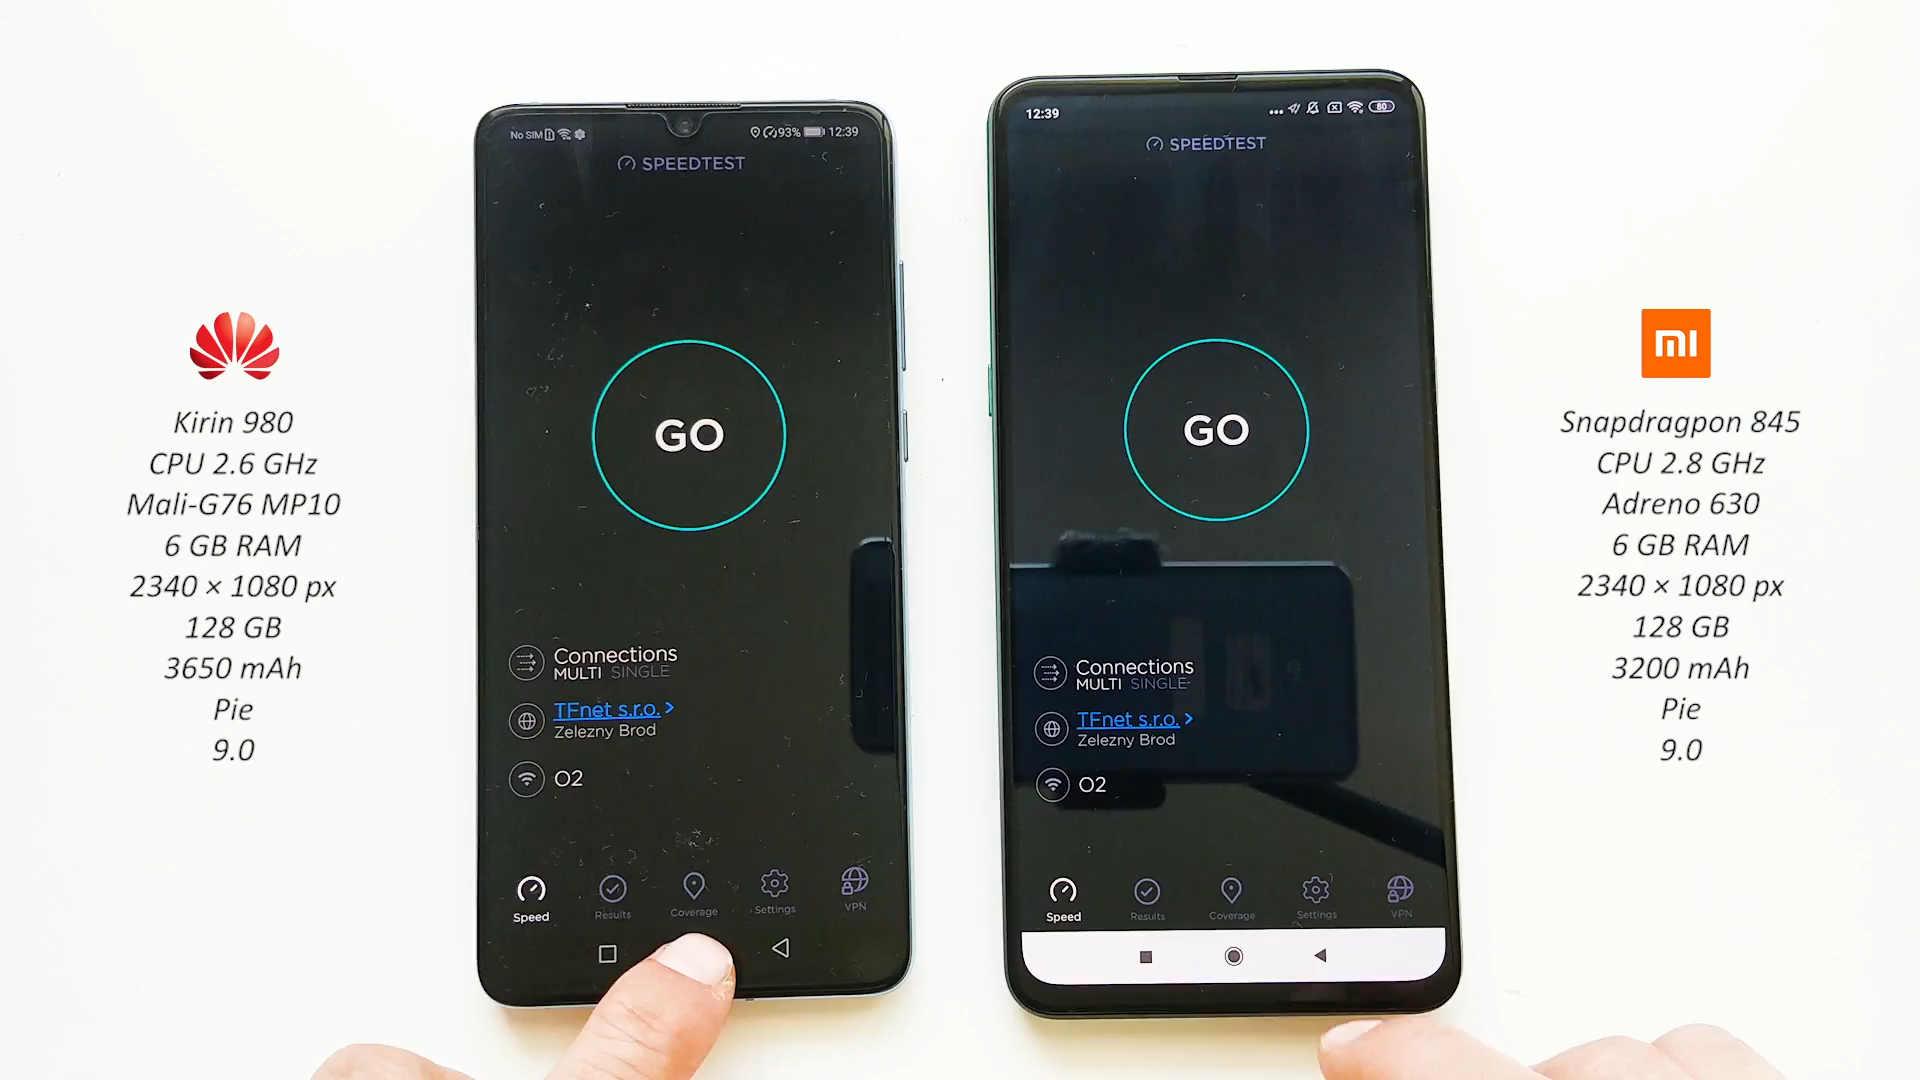 Kirin 980
CPU 2.6 GHz
Mali-G76 MP10
6 GB RAM
2340 × 1080 px
128 GB
3650 mAh
Pie
9.0
No SIM
93%
12:39
SPEEDTEST
GO
Connections
MULTI SINGLE
TFnet s.r.o. >
Zelezny Brod
O2
Speed Results Coverage Settings VPN
12:39
80
SPEEDTEST
GO
Connections
MULTI SINGLE
TFnet s.r.o. >
Zelezny Brod
O2
Speed Results Coverage Settings VPN
mi
Snapdragpon 845
CPU 2.8 GHz
Adreno 630
6 GB RAM
2340 × 1080 px
128 GB
3200 mAh
Pie
9.0